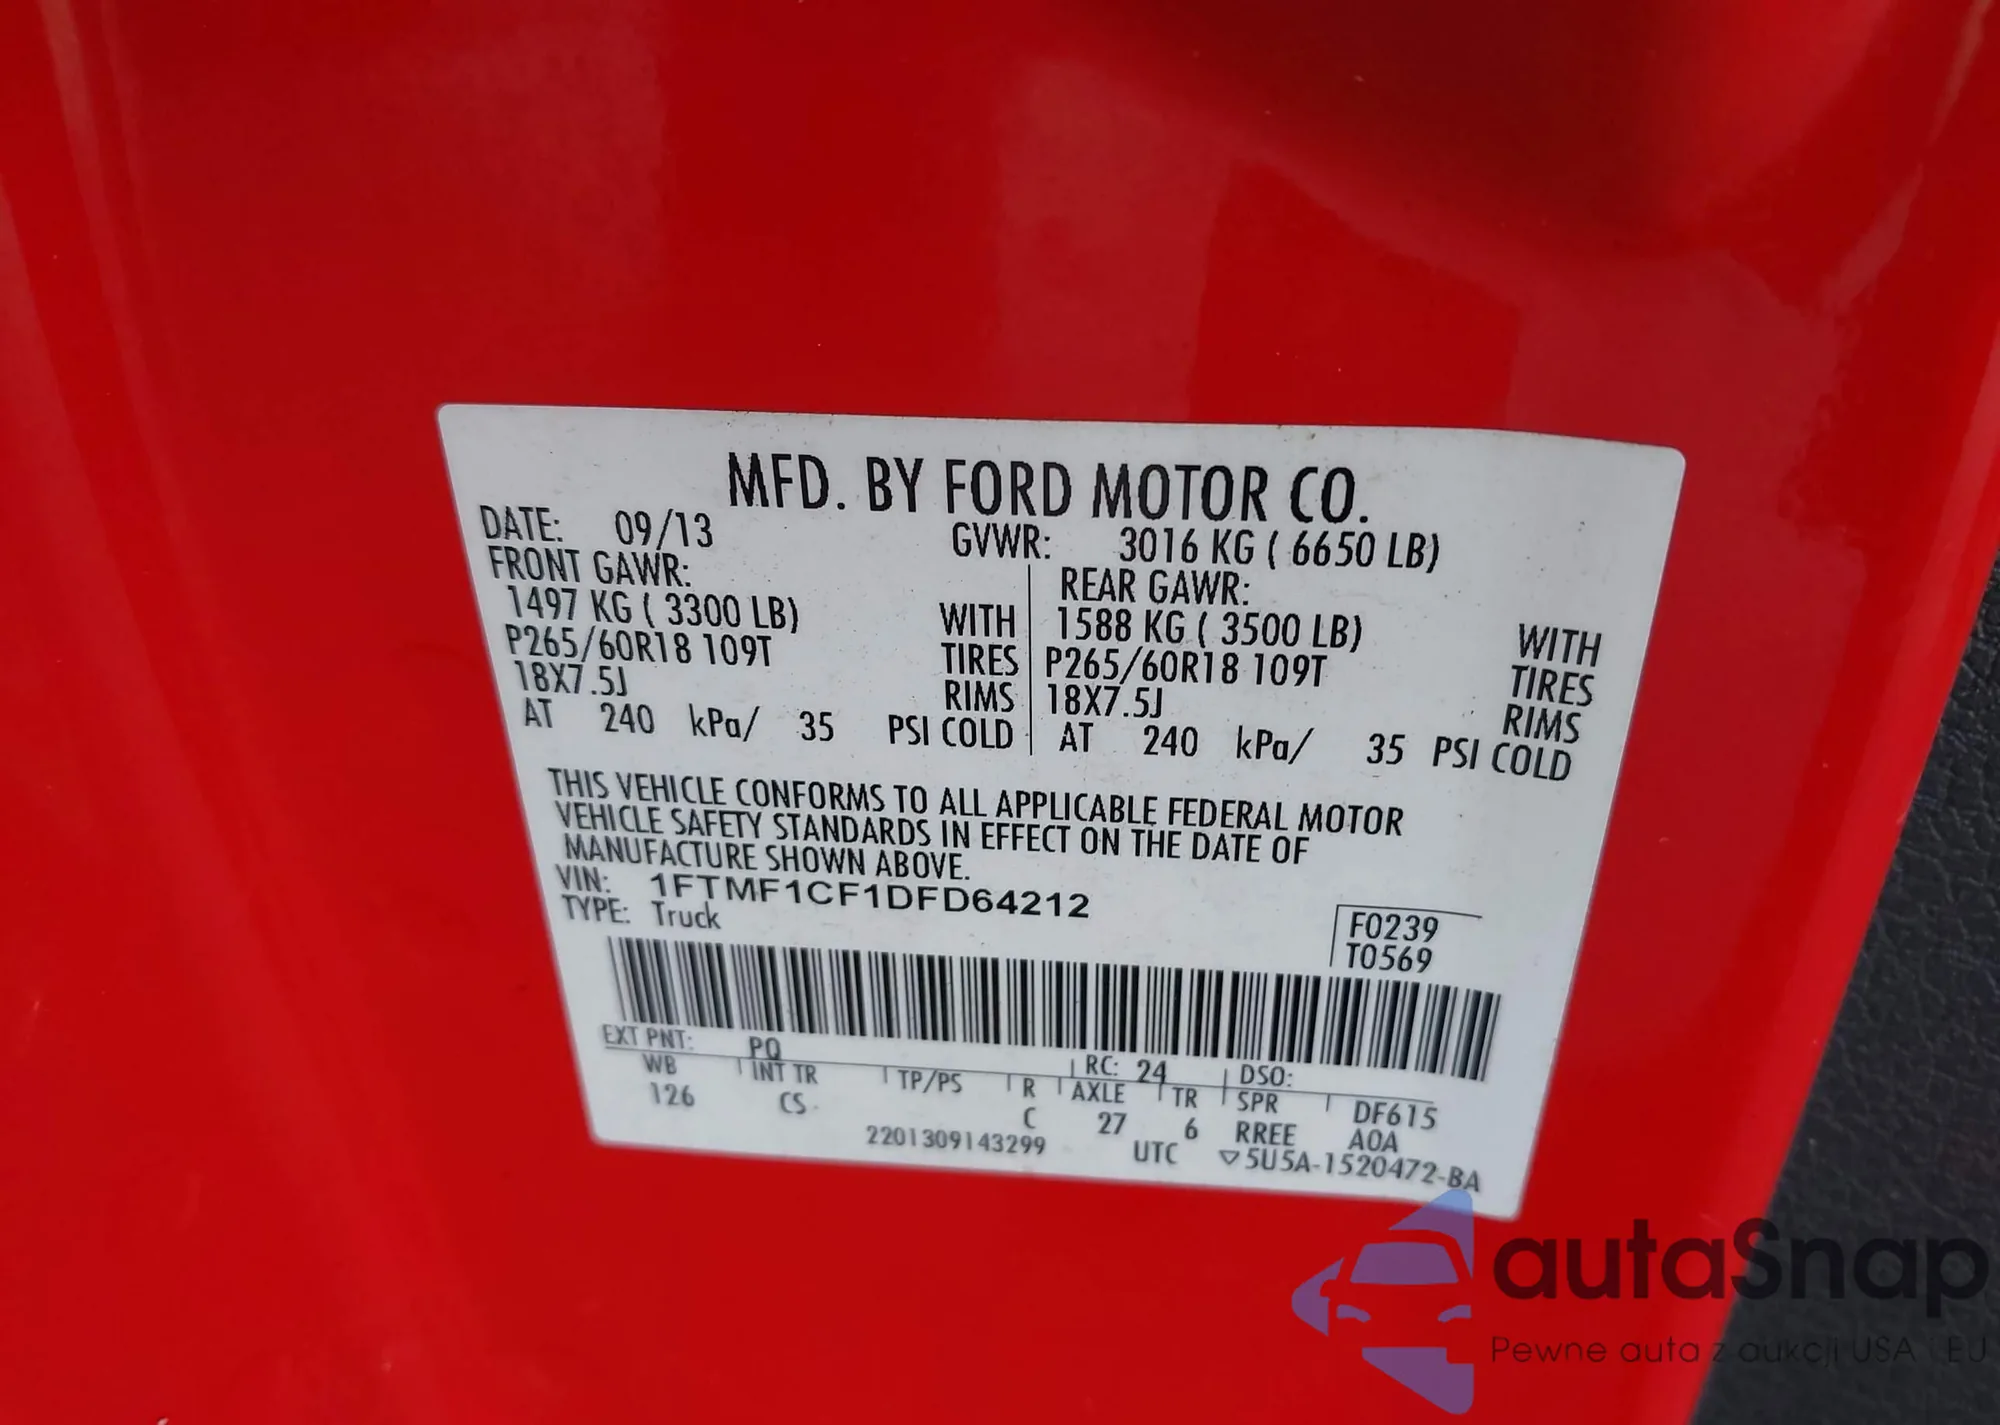 MFD. BY FORD MOTOR CO.
DATE: 09/13 GVWR: 3016 KG ( 6650 LB)
FRONT GAWR: REAR GAWR:
1497 KG ( 3300 LB) WITH 1588 KG ( 3500 LB) WITH
P265/60R18 109T TIRES P265/60R18 109T TIRES
18X7.5J RIMS 18X7.5J RIMS
AT 240 kPa/ 35 PSI COLD AT 240 kPa/ 35 PSI COLD
THIS VEHICLE CONFORMS TO ALL APPLICABLE FEDERAL MOTOR
VEHICLE SAFETY STANDARDS IN EFFECT ON THE DATE OF
MANUFACTURE SHOWN ABOVE.
VIN: 1FTMF1CF1DFD64212
TYPE: Truck
F0239
T0569
EXT PNT: PQ RC: 24 DSO:
WB INT TR TP/PS R AXLE TR SPR DF615
126 CS C 27 6 RREE A0A
2201309143299 UTC ▽5U5A-1520472-BA
autaSnap
Pewne auta z aukcji USA i EU